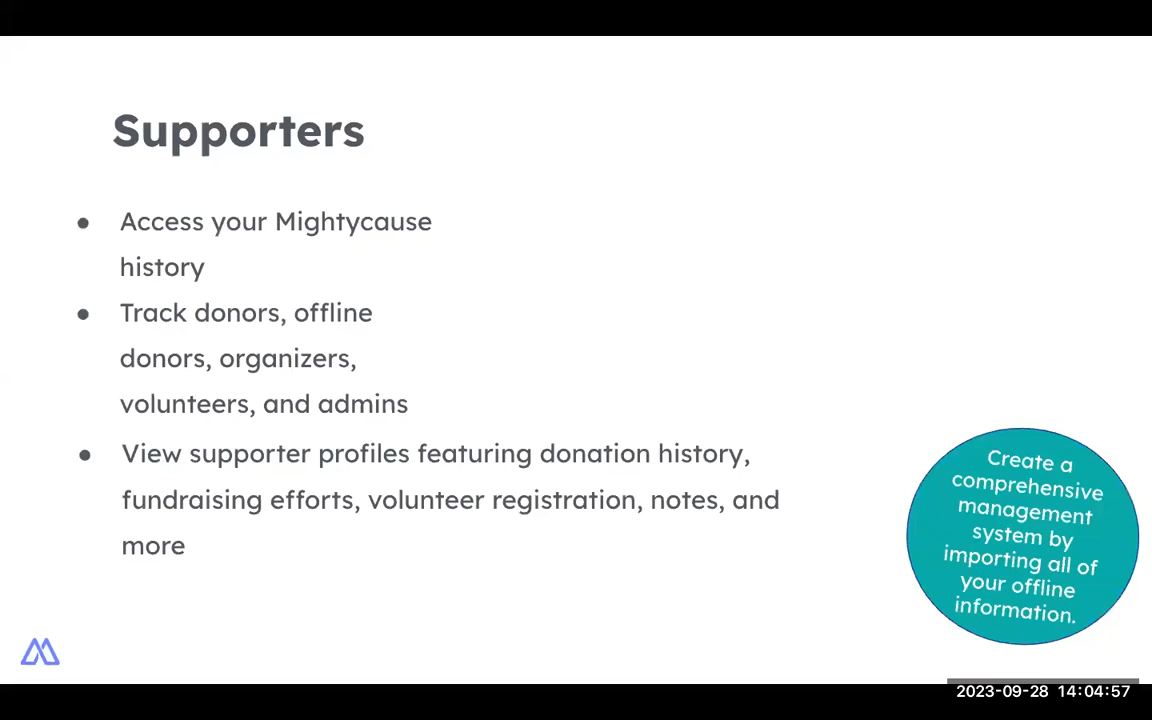 Supporters
● Access your Mightycause
history
● Track donors, offline
donors, organizers,
volunteers, and admins
● View supporter profiles featuring donation history,
fundraising efforts, volunteer registration, notes, and
more
Create a
comprehensive
management
system by
importing all of
your offline
information.
2023-09-28 14:04:57